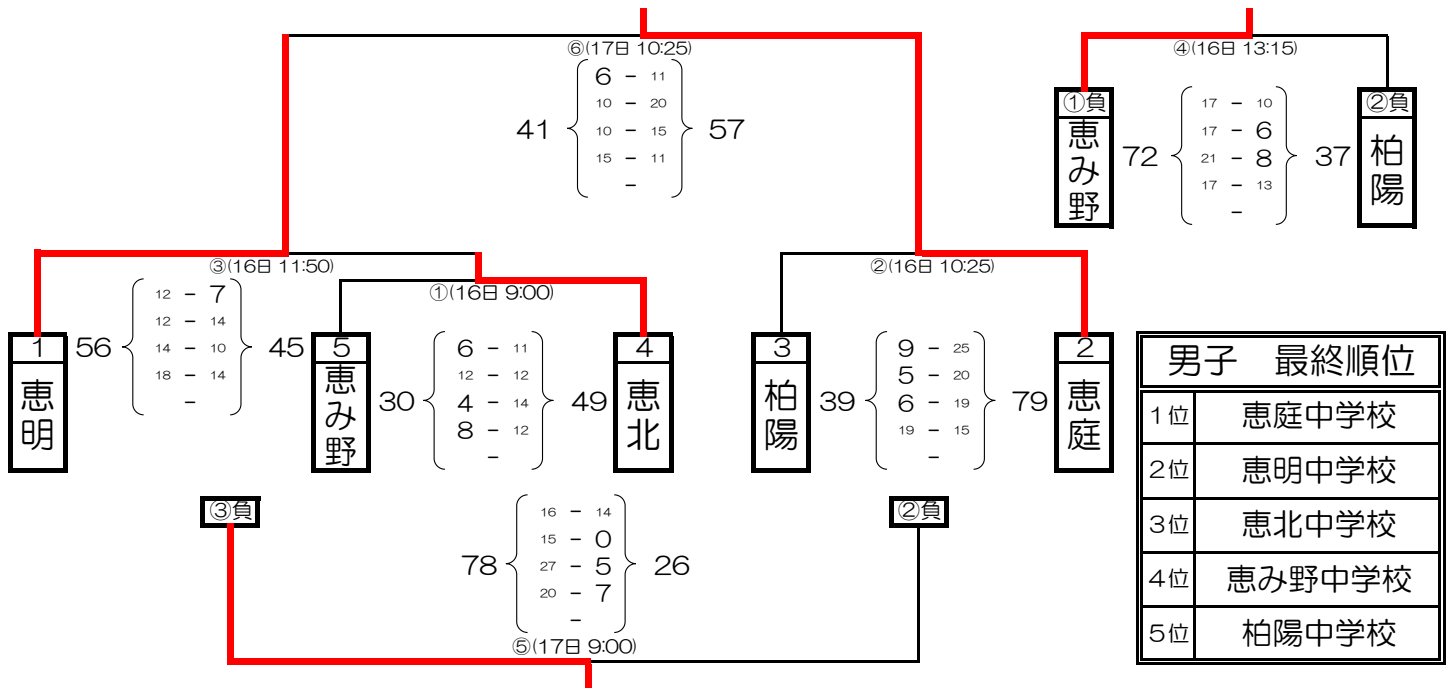 ⑥(17日 10:25)
6 - 11
10 - 20
41 10 - 15 57
15 - 11
-
④(16日 13:15)
①負 ②負
17 - 10
17 - 6
72 21 - 8 37
17 - 13
-
恵み野 柏陽
③(16日 11:50)
12 - 7
12 - 14
56 14 - 10 45
18 - 14
-
①(16日 9:00)
6 - 11
12 - 12
30 4 - 14 49
8 - 12
-
②(16日 10:25)
9 - 25
5 - 20
39 6 - 19 79
19 - 15
-
1 5 4 3 2
恵明 恵み野 恵北 柏陽 恵庭
③負 ②負
16 - 14
15 - 0
78 27 - 5 26
20 - 7
-
⑤(17日 9:00)
男子 最終順位
1位 恵庭中学校
2位 恵明中学校
3位 恵北中学校
4位 恵み野中学校
5位 柏陽中学校